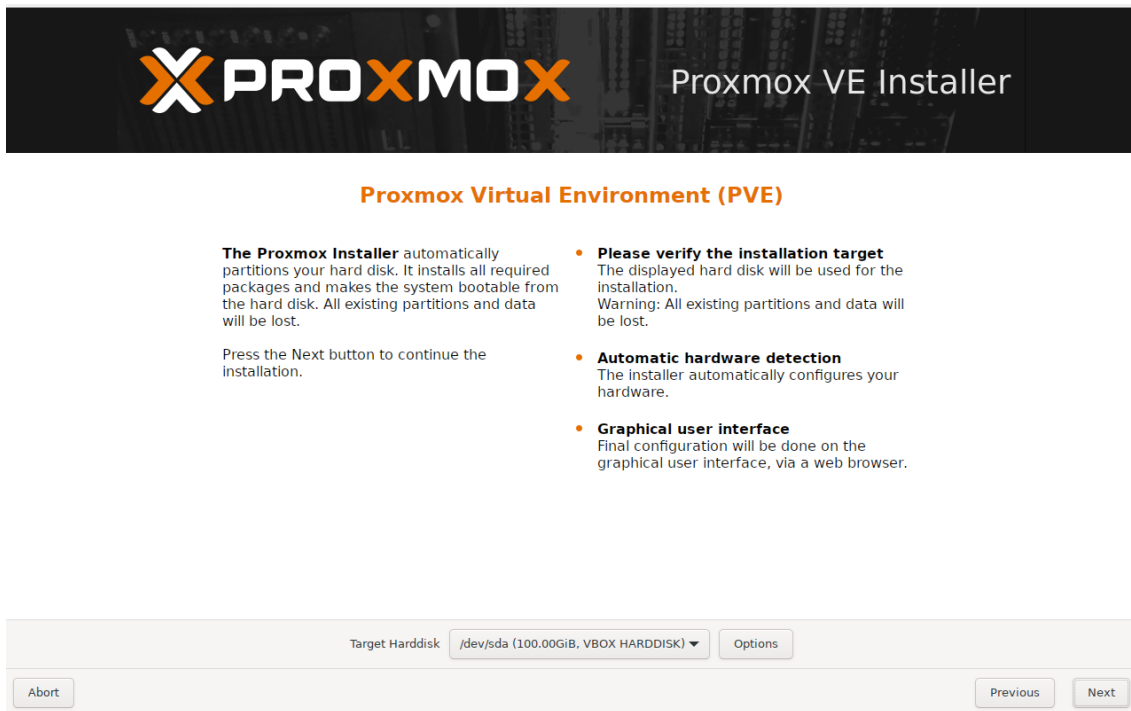 PROXMOX
Proxmox VE Installer
Proxmox Virtual Environment (PVE)
The Proxmox Installer automatically
partitions your hard disk. It installs all required
packages and makes the system bootable from
the hard disk. All existing partitions and data
will be lost.
Press the Next button to continue the
installation.
Please verify the installation target
The displayed hard disk will be used for the
installation.
Warning: All existing partitions and data will
be lost.
Automatic hardware detection
The installer automatically configures your
hardware.
Graphical user interface
Final configuration will be done on the
graphical user interface, via a web browser.
Target Harddisk /dev/sda (100.00GiB, VBOX HARDDISK) Options
Abort Previous Next